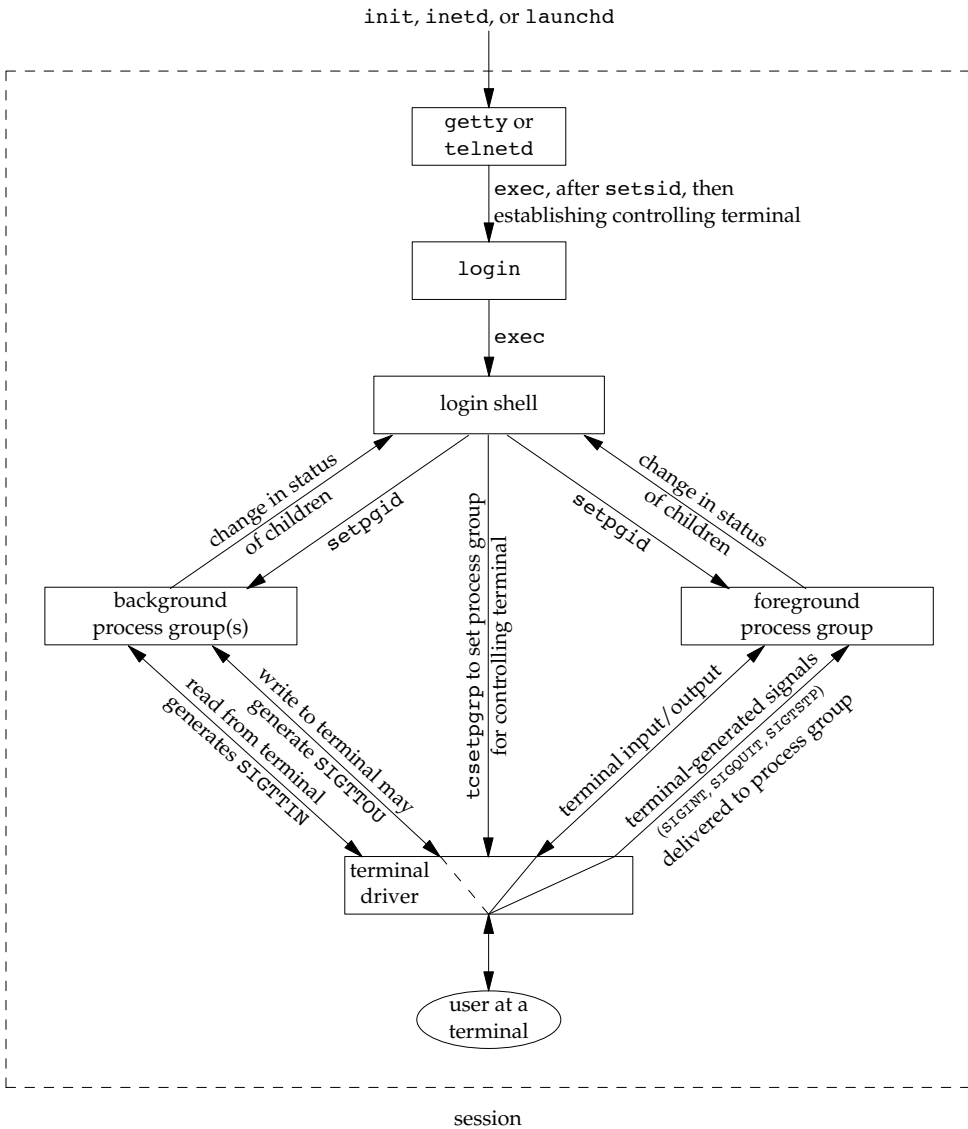 init, inetd, or launchd
getty or
telnetd
exec, after setsid, then
establishing controlling terminal
login
exec
login shell
change in status
of children
setpgid
tcsetpgrp to set process group
for controlling terminal
setpgid
change in status
of children
background
process group(s)
foreground
process group
read from terminal
generates SIGTTIN
write to terminal may
generate SIGTTOU
terminal input/output
terminal-generated signals
(SIGINT, SIGQUIT, SIGTSTP)
delivered to process group
terminal
driver
user at a
terminal
session